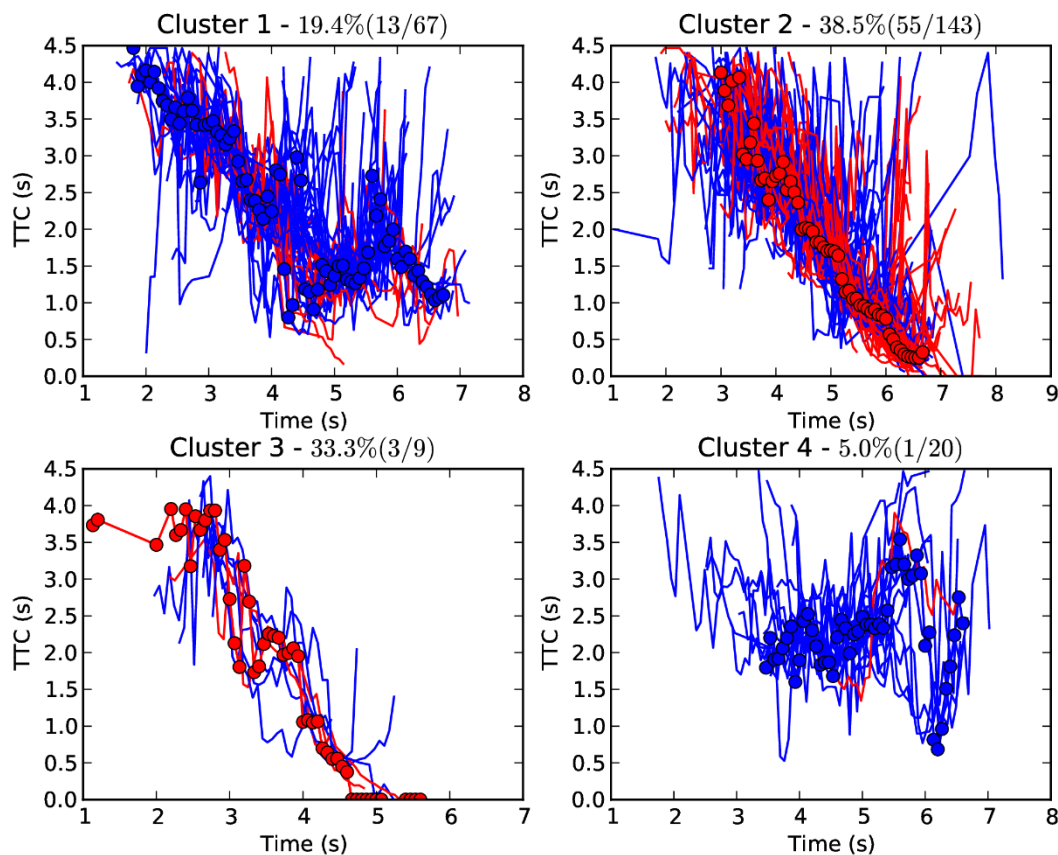 Cluster 1 - 19.4%(13/67)
4.5
4.0
3.5
3.0
2.5
2.0
1.5
1.0
0.5
0.0
TTC (s)
1 2 3 4 5 6 7 8
Time (s)
Cluster 2 - 38.5%(55/143)
4.5
4.0
3.5
3.0
2.5
2.0
1.5
1.0
0.5
0.0
TTC (s)
1 2 3 4 5 6 7 8 9
Time (s)
Cluster 3 - 33.3%(3/9)
4.5
4.0
3.5
3.0
2.5
2.0
1.5
1.0
0.5
0.0
TTC (s)
1 2 3 4 5 6 7
Time (s)
Cluster 4 - 5.0%(1/20)
4.5
4.0
3.5
3.0
2.5
2.0
1.5
1.0
0.5
0.0
TTC (s)
1 2 3 4 5 6 7 8
Time (s)